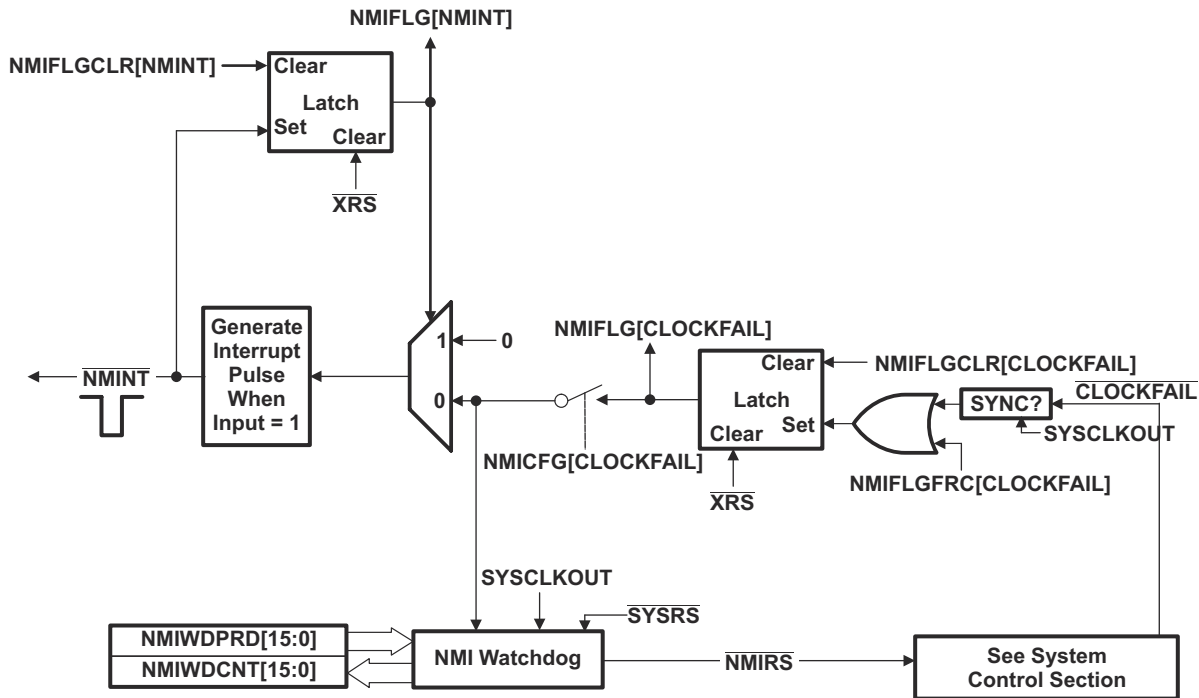 NMIFLG[NMINT]
NMIFLGCLR[NMINT]
Clear
Latch
Set
Clear
XRS
Generate
Interrupt
Pulse
When
Input = 1
NMINT
1
0
0
NMIFLG[CLOCKFAIL]
NMICFG[CLOCKFAIL]
Clear
Latch
Clear
Set
XRS
NMIFLGCLR[CLOCKFAIL]
CLOCKFAIL
SYNC?
SYSCLKOUT
NMIFLGFRC[CLOCKFAIL]
SYSCLKOUT
SYSRS
NMIWDPRD[15:0]
NMIWDCNT[15:0]
NMI Watchdog
NMIRS
See System
Control Section